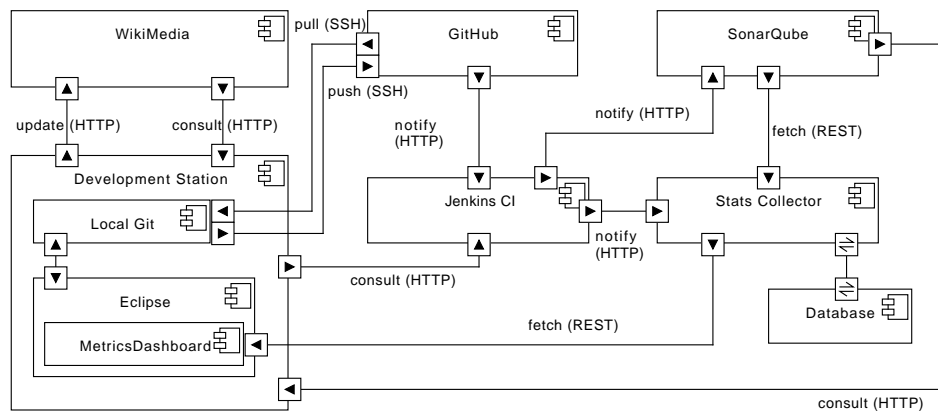 WikiMedia
pull (SSH)
GitHub
SonarQube
push (SSH)
update (HTTP)
consult (HTTP)
notify
(HTTP)
notify (HTTP)
fetch (REST)
Development Station
Local Git
Jenkins CI
Stats Collector
notify
(HTTP)
consult (HTTP)
Eclipse
Database
fetch (REST)
MetricsDashboard
consult (HTTP)